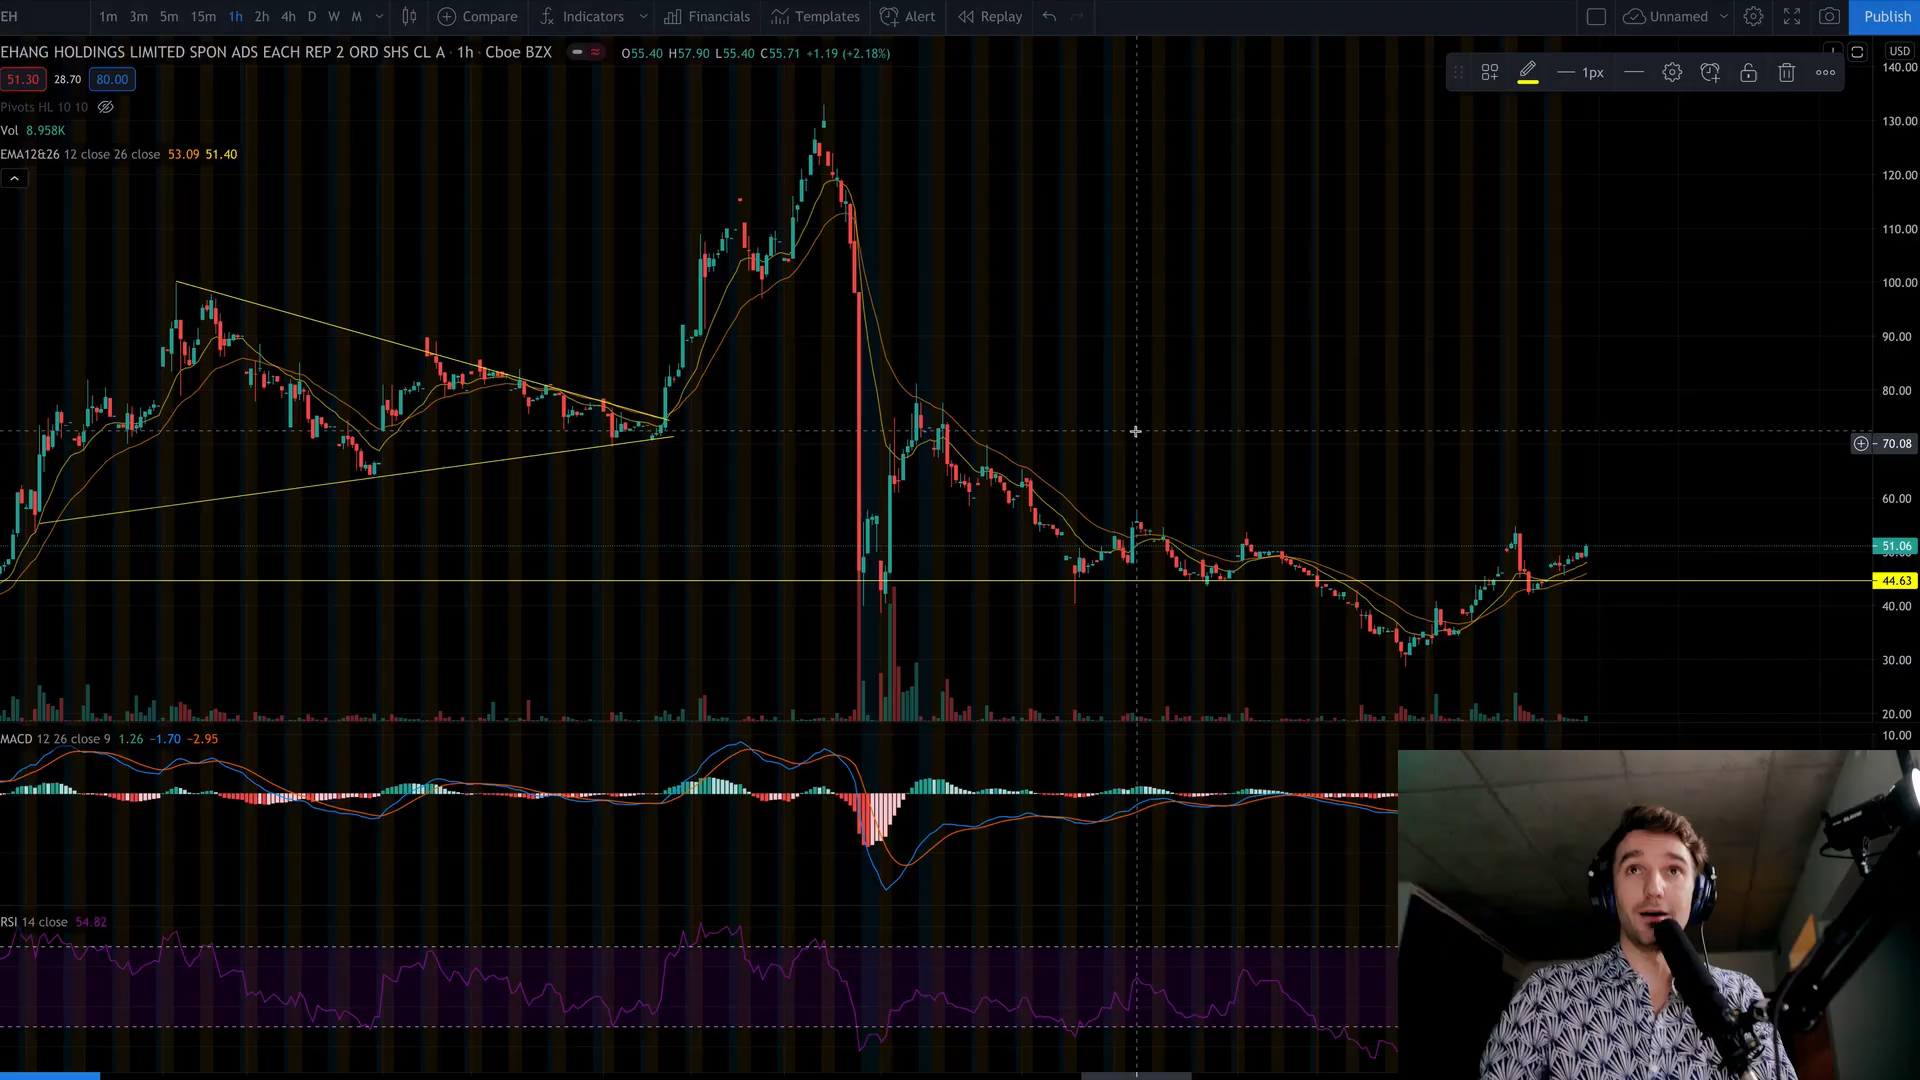 EH 1m 3m 5m 15m 1h 2h 4h D W M Compare Indicators Financials Templates Alert Replay Unnamed Publish
EHANG HOLDINGS LIMITED SPON ADS EACH REP 2 ORD SHS CL A · 1h · Cboe BZX O55.40 H57.90 L55.40 C55.71 +1.19 (+2.18%)
USD
140.00
1px
51.30 28.70 80.00
Pivots HL 10 10
130.00
Vol 8.958K
EMA12&26 12 close 26 close 53.09 51.40
120.00
110.00
100.00
90.00
80.00
70.08
60.00
51.06
44.63
40.00
30.00
20.00
MACD 12 26 close 9 1.26 −1.70 −2.95
10.00
RSI 14 close 54.82